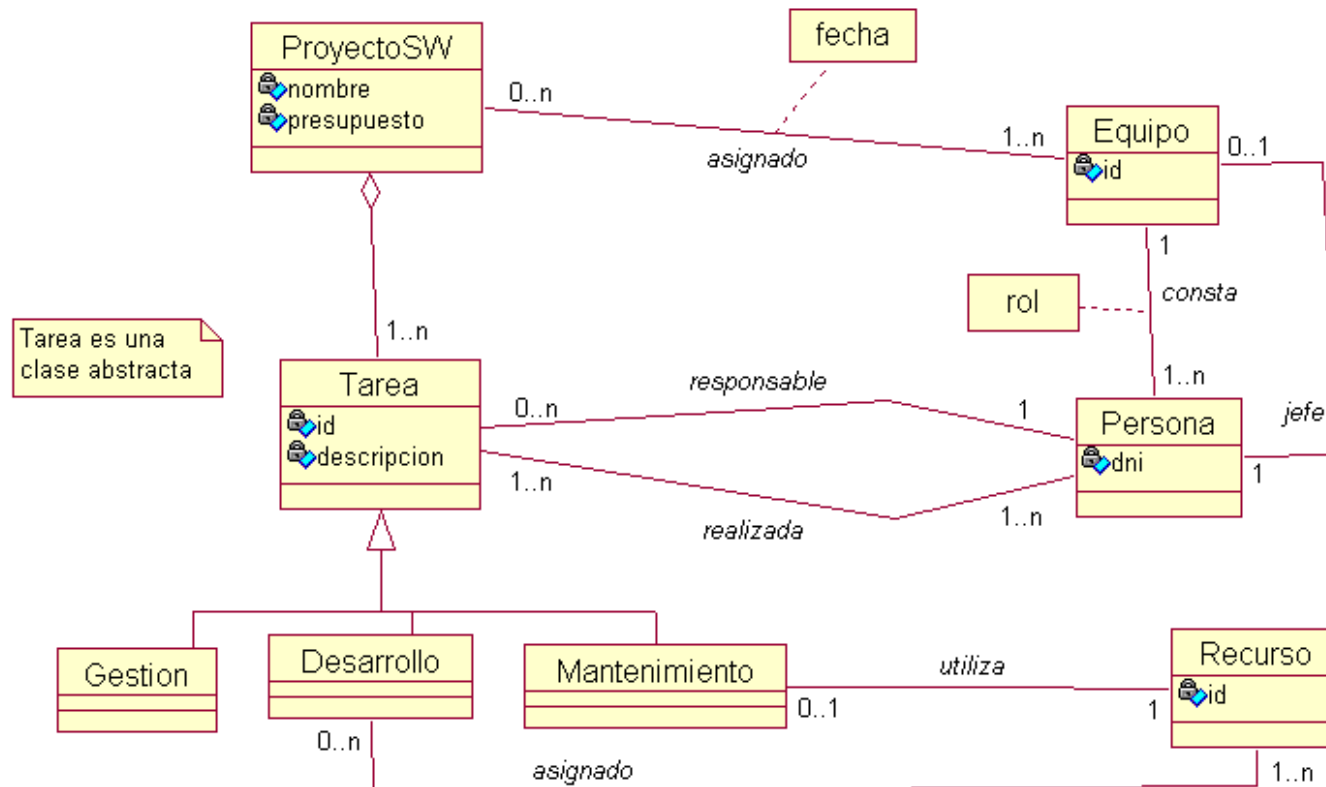 ProyectoSW
nombre
presupuesto
fecha
0..n
asignado
1..n
Equipo
id
0..1
1
consta
rol
1..n
Tarea es una
clase abstracta
1..n
Tarea
id
descripcion
0..n
responsable
1
Persona
dni
jefe
1
1..n
realizada
1..n
Gestion
Desarrollo
Mantenimiento
utiliza
0..1
1
Recurso
id
0..n
asignado
1..n